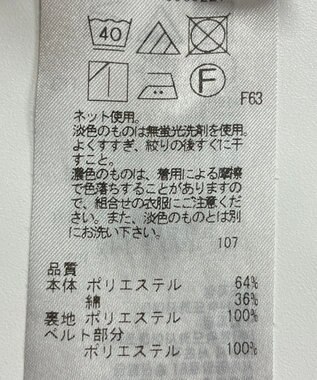 40
F
F63
ネット使用。
淡色のものは無蛍光洗剤を使用。
よくすすぎ、絞りの後すぐに干
すこと。
濃色のものは、着用による摩擦
で色落ちすることがありますの
で、組合せの衣服にご注意くだ
さい。また、淡色のものとは別
にお洗い下さい。
107
品質
本体 ポリエステル 64%
綿 36%
裏地 ポリエステル 100%
ベルト部分
ポリエステル 100%